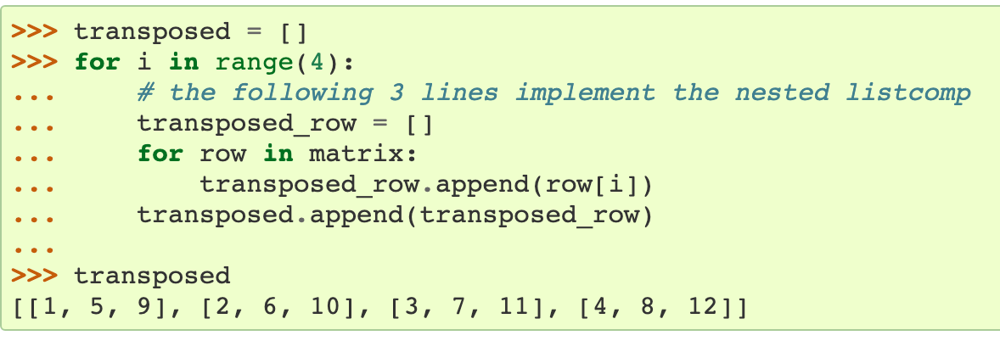 >>> transposed = []
>>> for i in range(4):
...     # the following 3 lines implement the nested listcomp
...     transposed_row = []
...     for row in matrix:
...         transposed_row.append(row[i])
...     transposed.append(transposed_row)
...
>>> transposed
[[1, 5, 9], [2, 6, 10], [3, 7, 11], [4, 8, 12]]